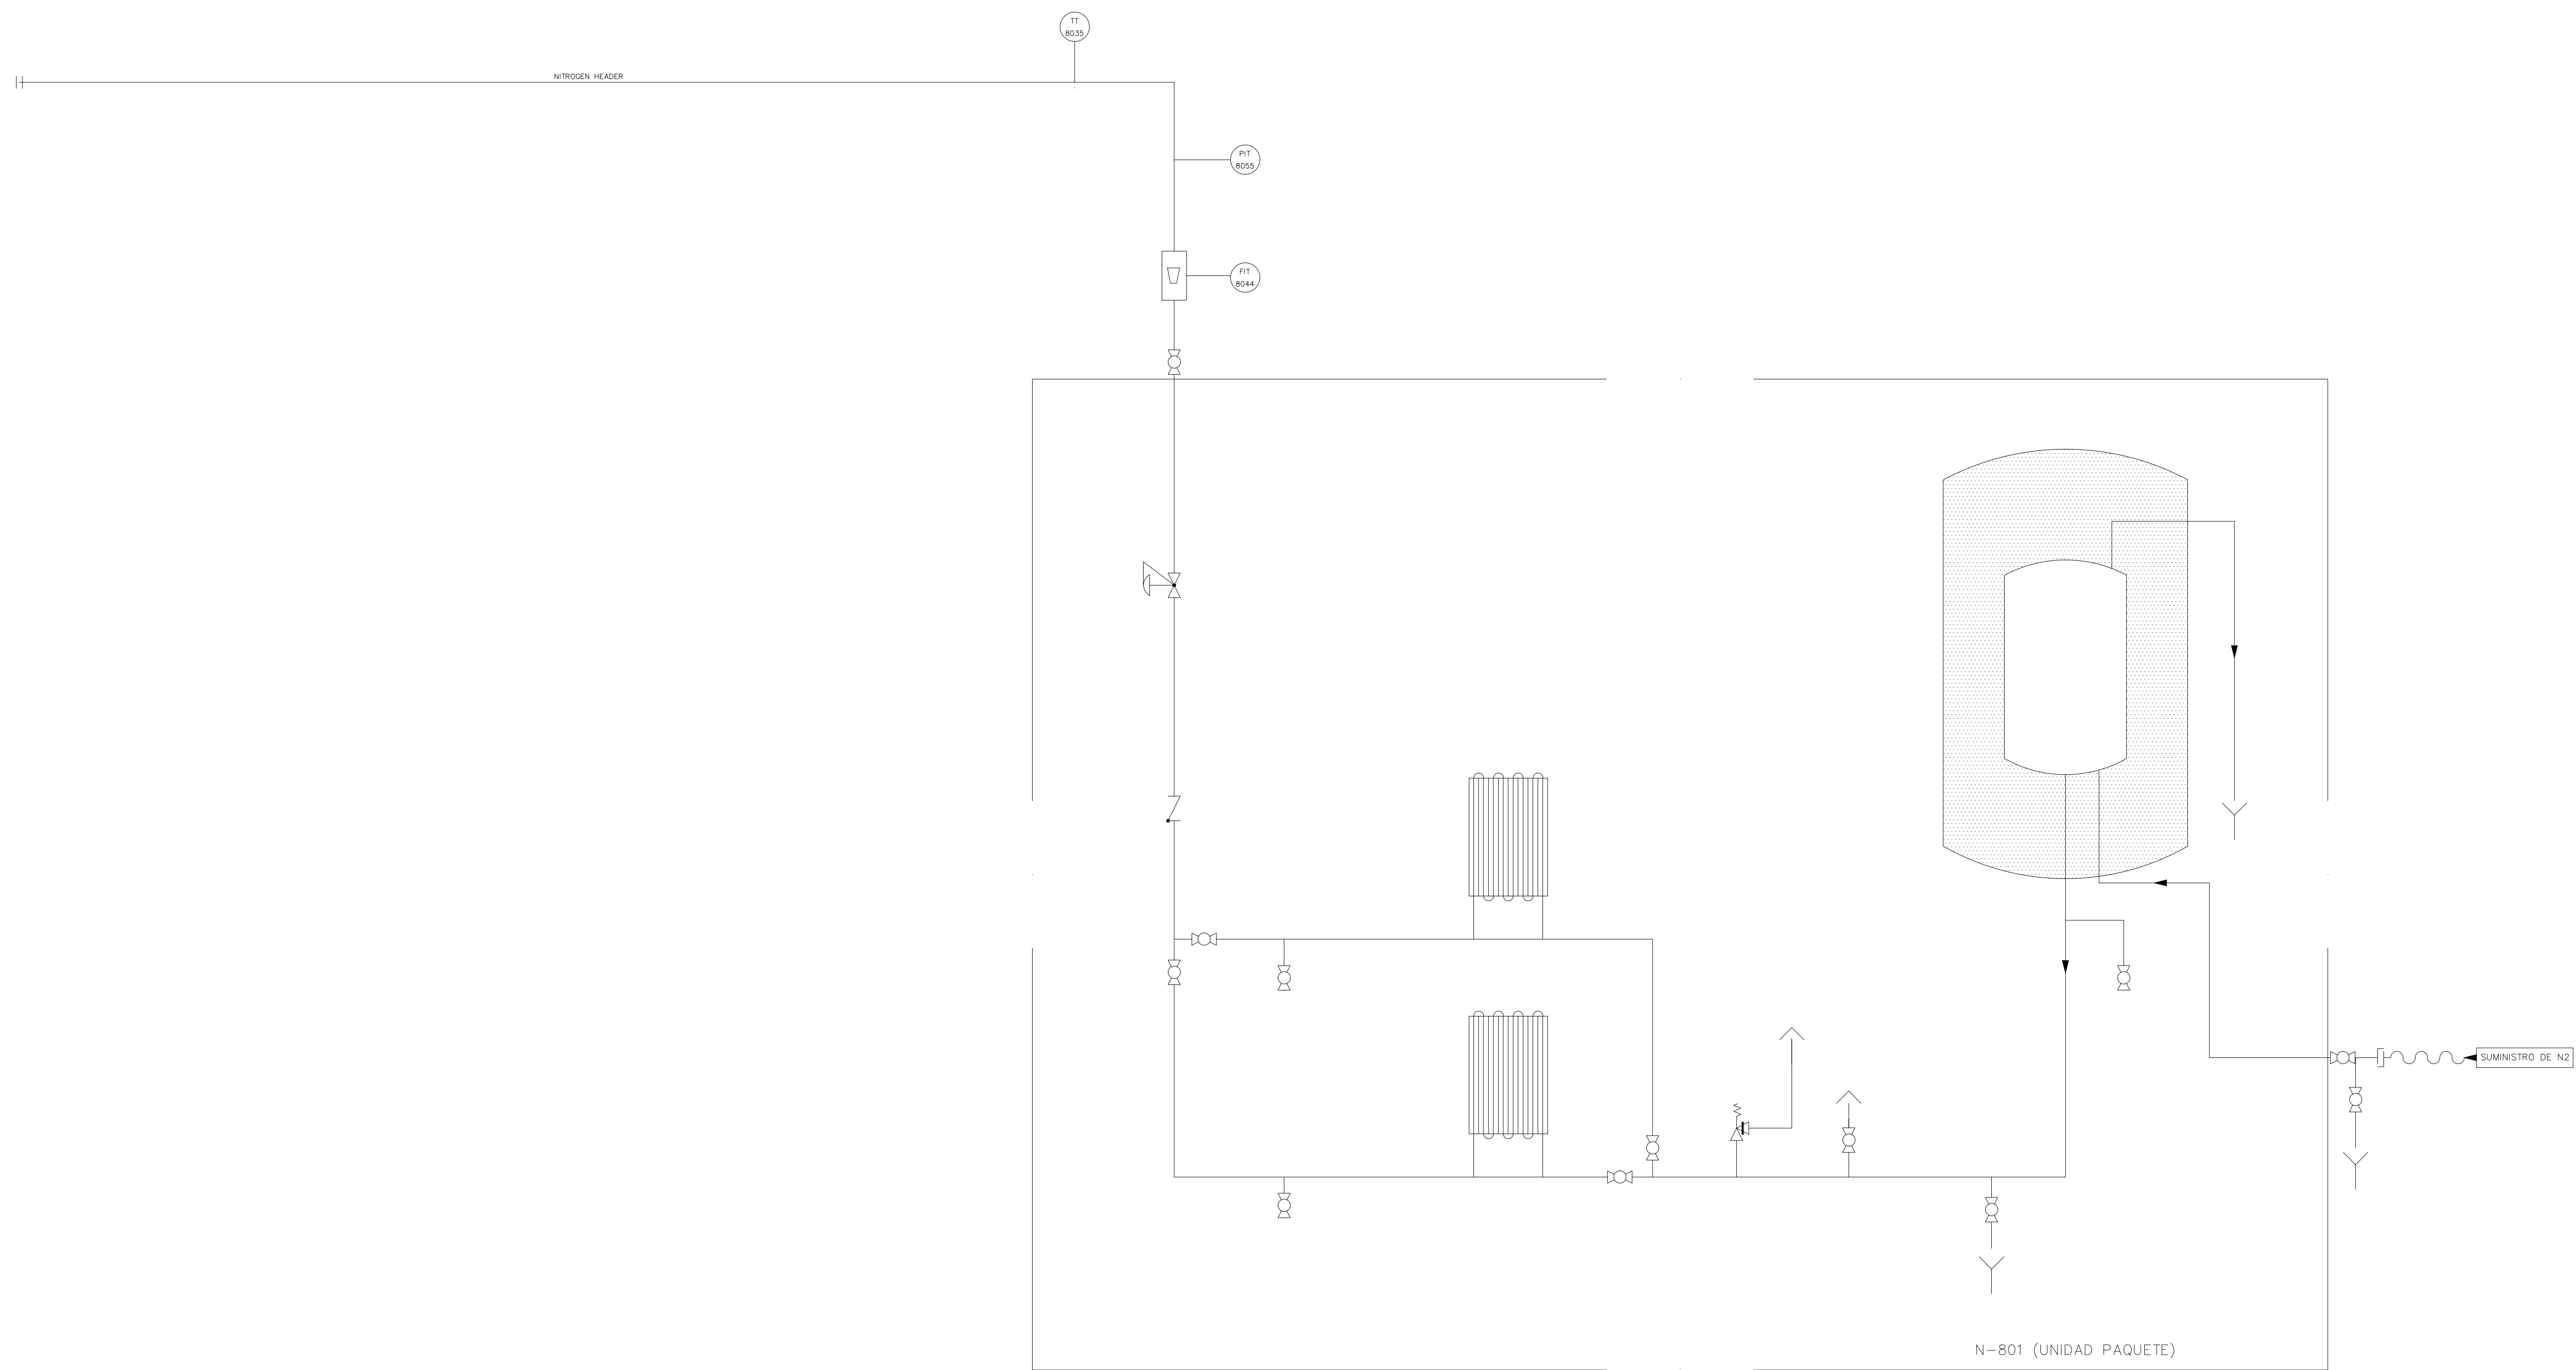 TT
8035
NITROGEN HEADER
PIT
8055
FIT
8044
SUMINISTRO DE N2
N-801 (UNIDAD PAQUETE)